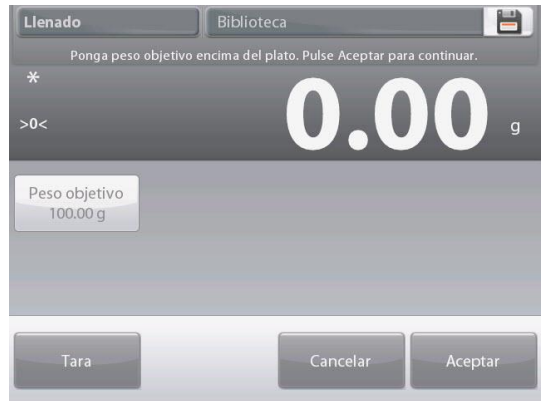 Llenado
Biblioteca
Ponga peso objetivo encima del plato. Pulse Aceptar para continuar.
*
>0<
0.00 g
Peso objetivo
100.00 g
Tara
Cancelar
Aceptar